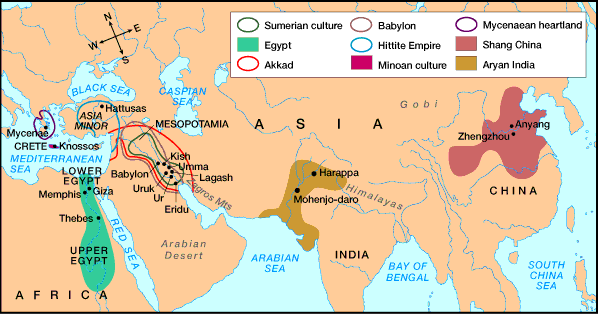 Sumerian culture
Egypt
Akkad
Babylon
Hittite Empire
Minoan culture
Mycenaean heartland
Shang China
Aryan India
N
E
W
S
BLACK SEA
CASPIAN
SEA
Hattusas
ASIA
MINOR
Mycenae
CRETE
Knossos
MEDITERRANEAN
SEA
MESOPOTAMIA
ASIA
Gobi
Anyang
Zhengzhou
CHINA
Kish
Umma
Lagash
Babylon
Uruk
Ur
Eridu
Zagros Mts
LOWER
EGYPT
Memphis
Giza
Thebes
UPPER
EGYPT
RED SEA
Arabian
Desert
AFRICA
Harappa
Mohenjo-daro
Himalayas
INDIA
ARABIAN
SEA
BAY OF
BENGAL
SOUTH
CHINA
SEA